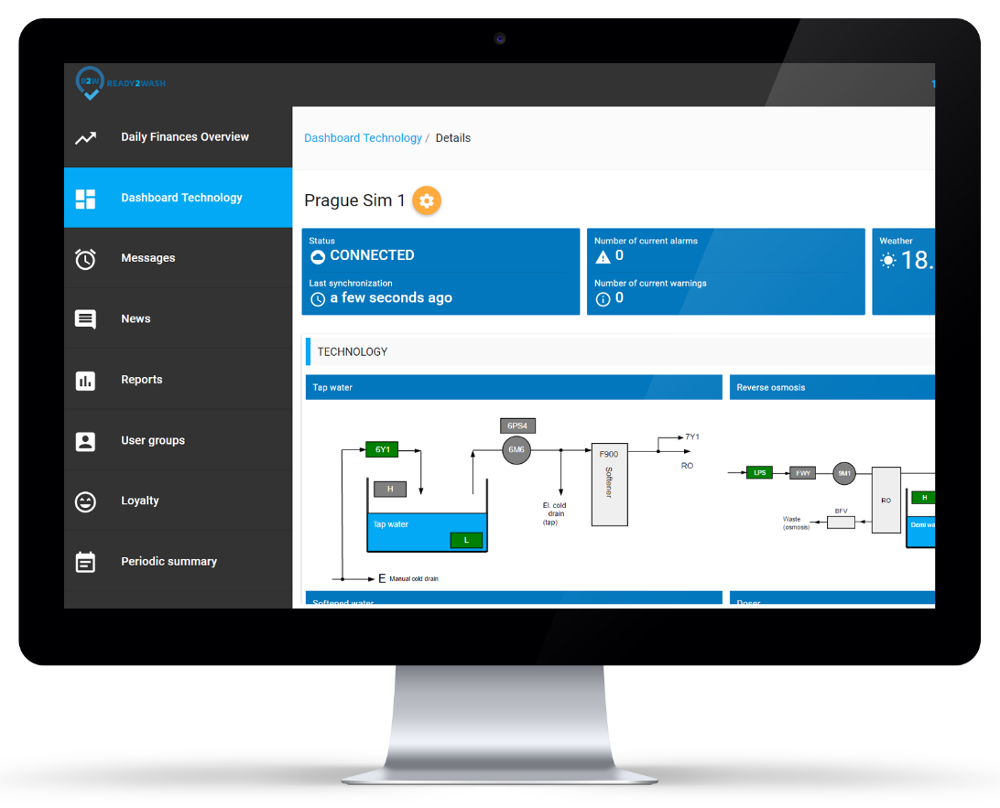 R2W READY2WASH
Daily Finances Overview
Dashboard Technology
Messages
News
Reports
User groups
Loyalty
Periodic summary
Dashboard Technology / Details
Prague Sim 1
Status
CONNECTED
Last synchronization
a few seconds ago
Number of current alarms
0
Number of current warnings
0
Weather
18.
TECHNOLOGY
Tap water
6PS4
6Y1
6M6
H
Tap water
L
E Manual cold drain
El. cold
drain
(tap)
F900
Softener
7Y1
RO
Reverse osmosis
LPS
FWY
9M1
RO
BFV
Waste
(osmosis)
H
Demi wa
Softened water
Doser